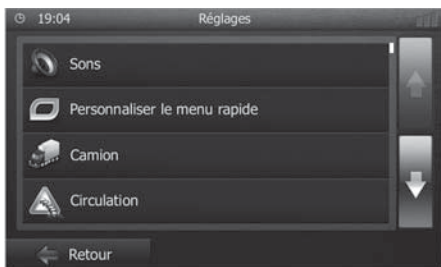 19:04 Réglages
Sons
Personnaliser le menu rapide
Camion
Circulation
Retour